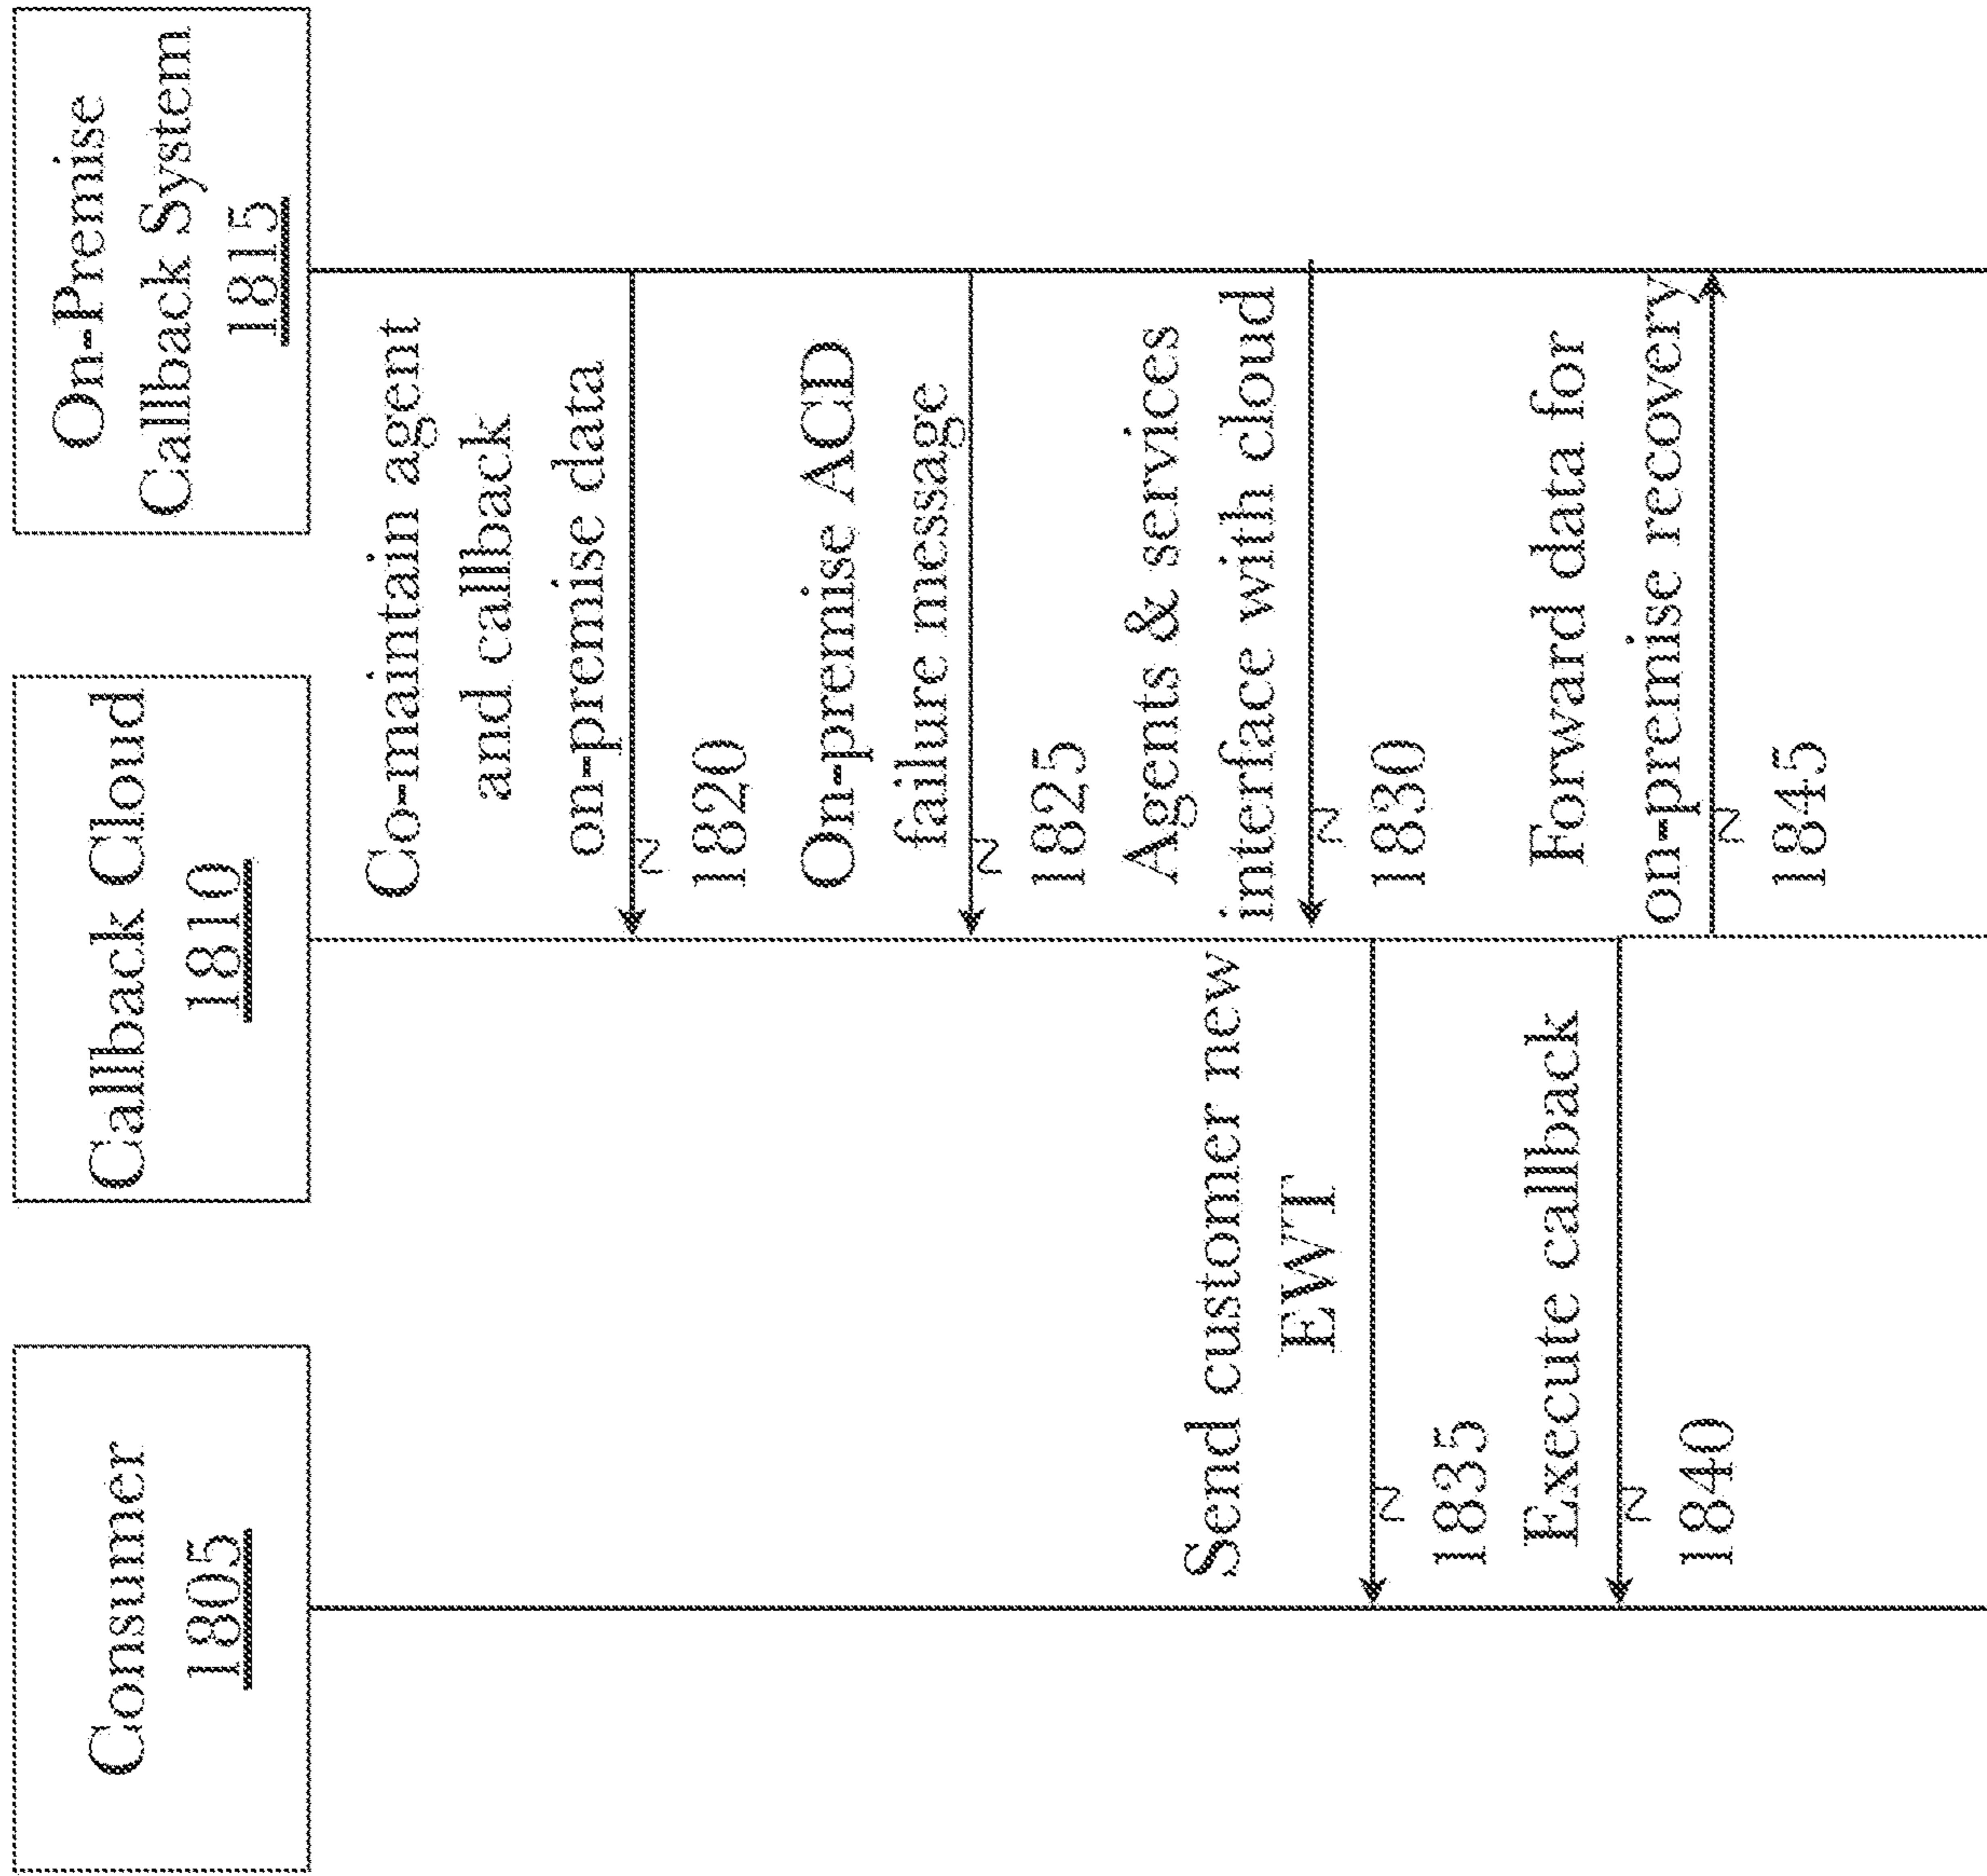 Consumer
1805
Callback Cloud
1810
On-Premise
Callback System
1815
Co-maintain agent
and callback
on-premise data
1820
On-premise ACD
failure message
1825
Agents & services
interface with cloud
1830
Send customer new
EWT
1835
Execute callback
1840
Forward data for
on-premise recovery
1845